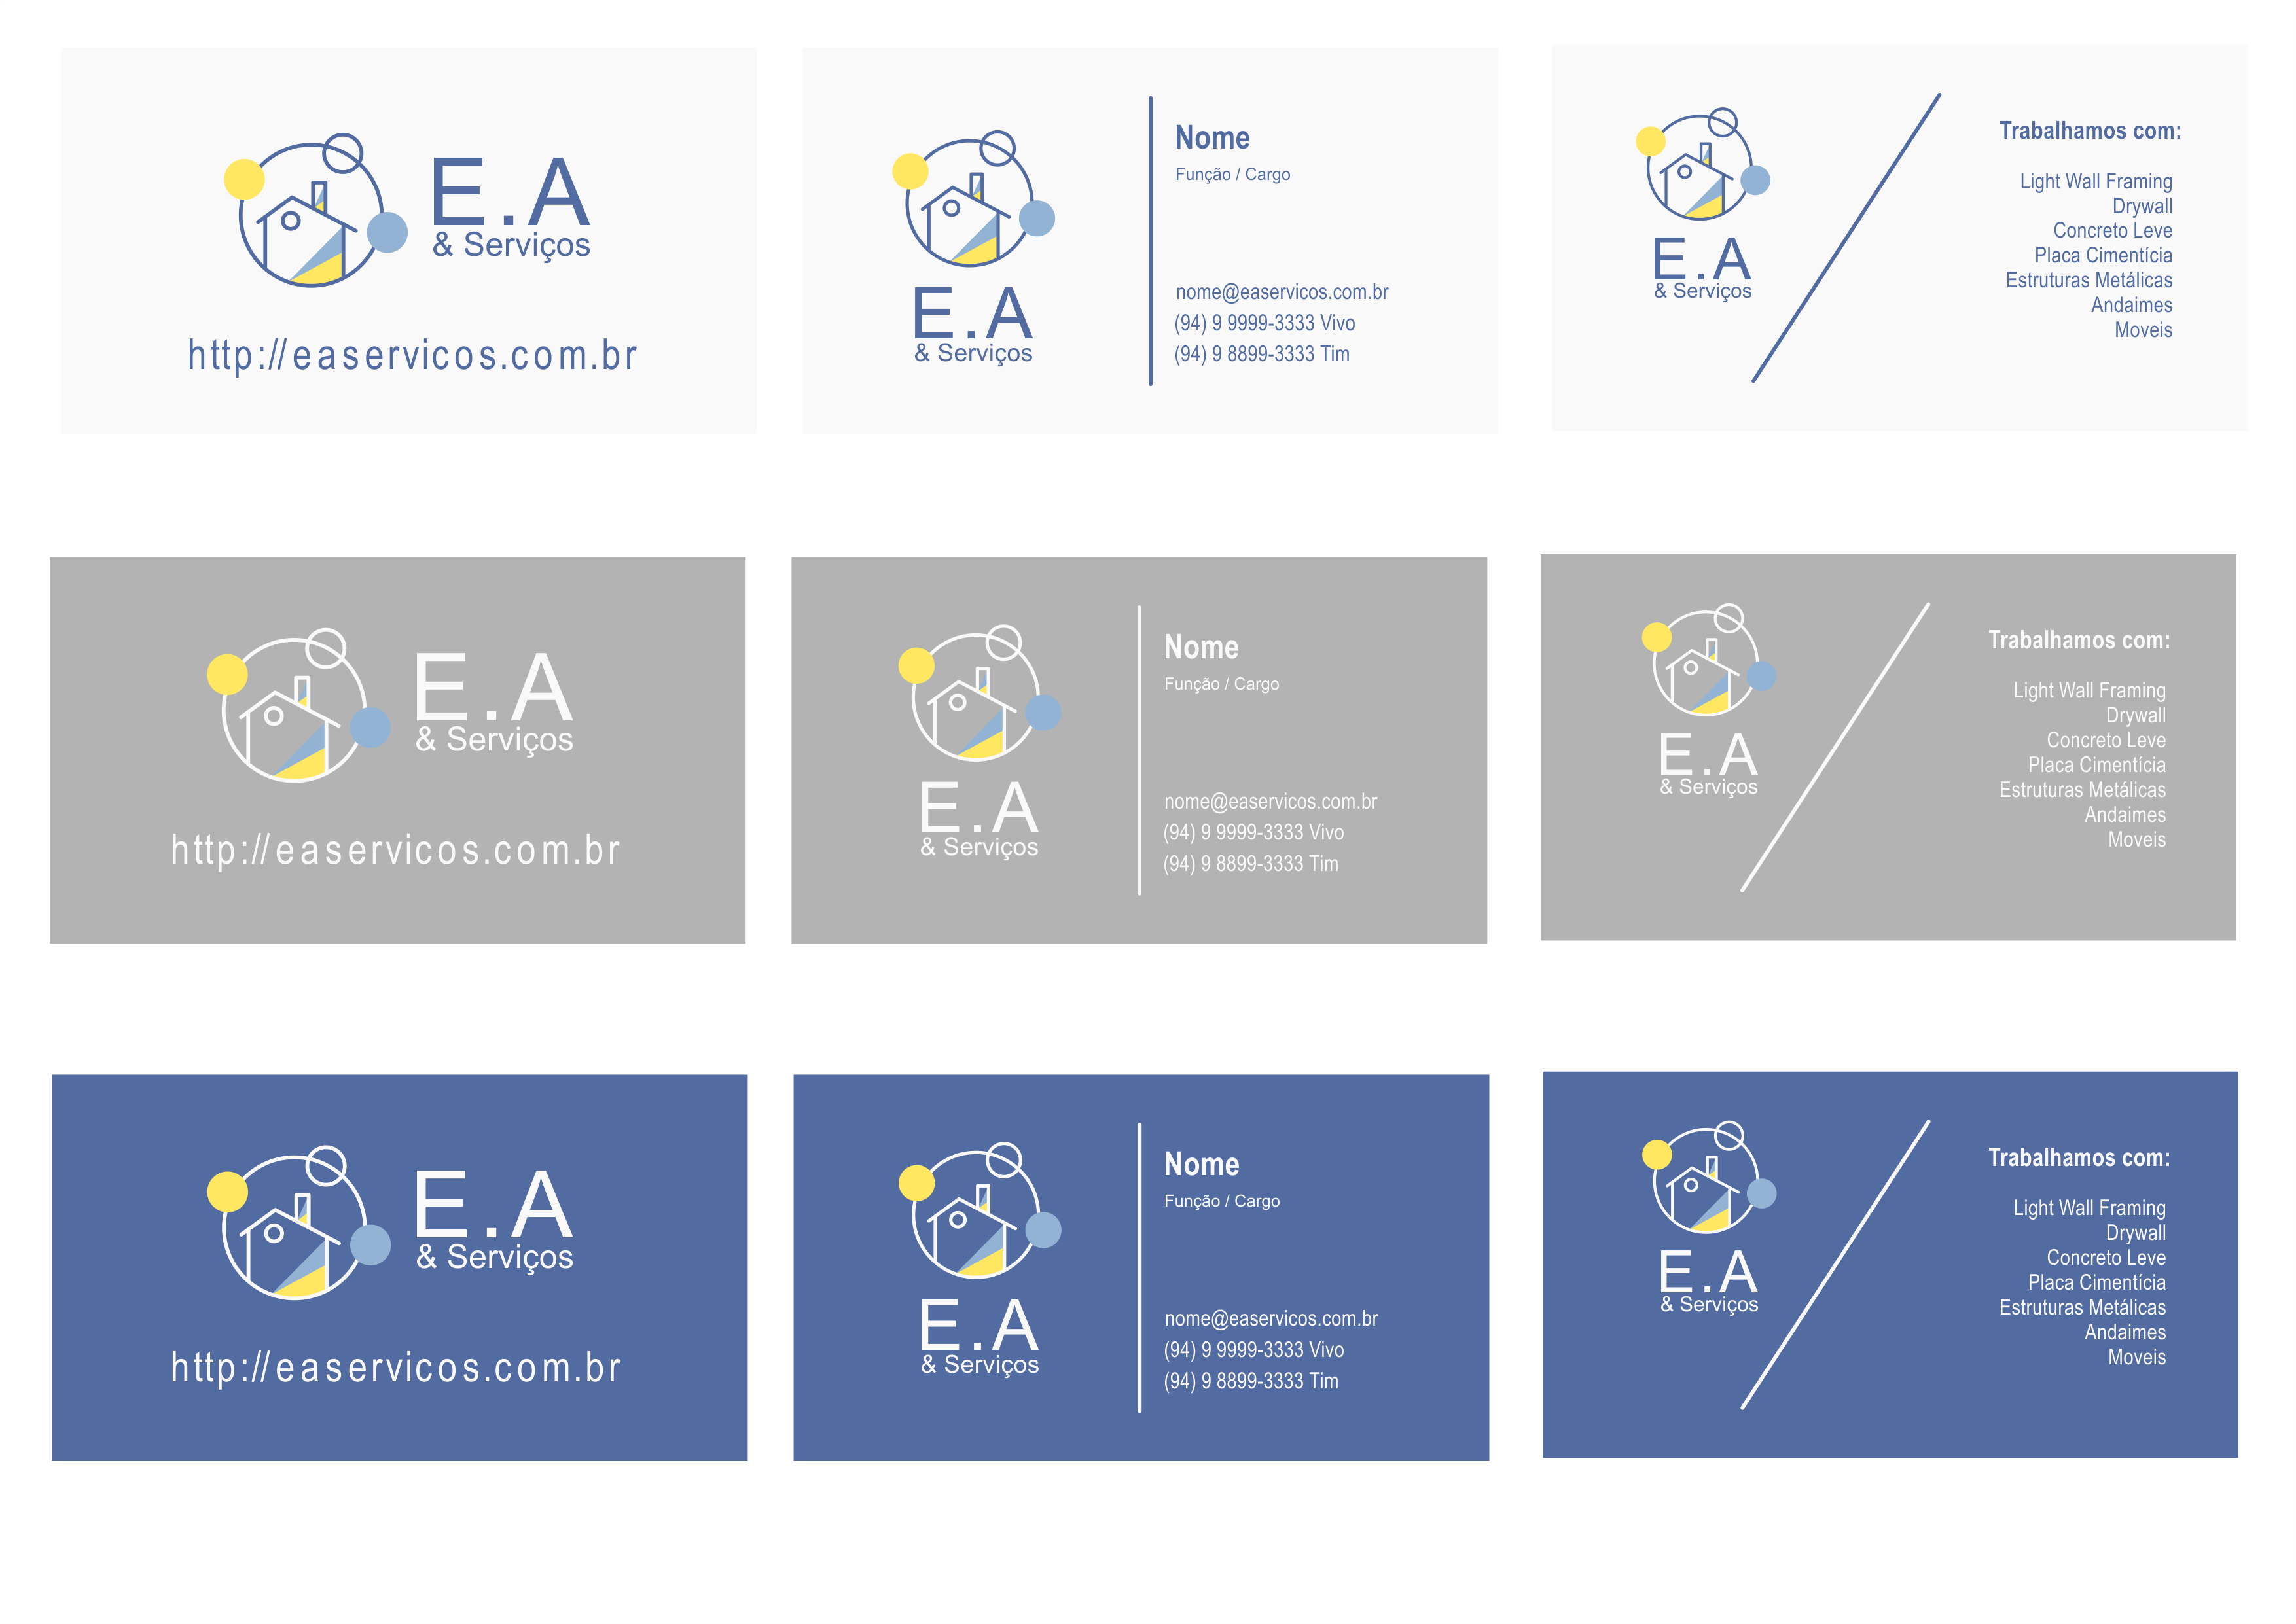 E.A
& Serviços
http://easervicos.com.br
E.A
& Serviços
Nome
Função / Cargo
nome@easervicos.com.br
(94) 9 9999-3333 Vivo
(94) 9 8899-3333 Tim
E.A
& Serviços
Trabalhamos com:
Light Wall Framing
Drywall
Concreto Leve
Placa Cimentícia
Estruturas Metálicas
Andaimes
Moveis
E.A
& Serviços
http://easervicos.com.br
E.A
& Serviços
Nome
Função / Cargo
nome@easervicos.com.br
(94) 9 9999-3333 Vivo
(94) 9 8899-3333 Tim
E.A
& Serviços
Trabalhamos com:
Light Wall Framing
Drywall
Concreto Leve
Placa Cimentícia
Estruturas Metálicas
Andaimes
Moveis
E.A
& Serviços
http://easervicos.com.br
E.A
& Serviços
Nome
Função / Cargo
nome@easervicos.com.br
(94) 9 9999-3333 Vivo
(94) 9 8899-3333 Tim
E.A
& Serviços
Trabalhamos com:
Light Wall Framing
Drywall
Concreto Leve
Placa Cimentícia
Estruturas Metálicas
Andaimes
Moveis